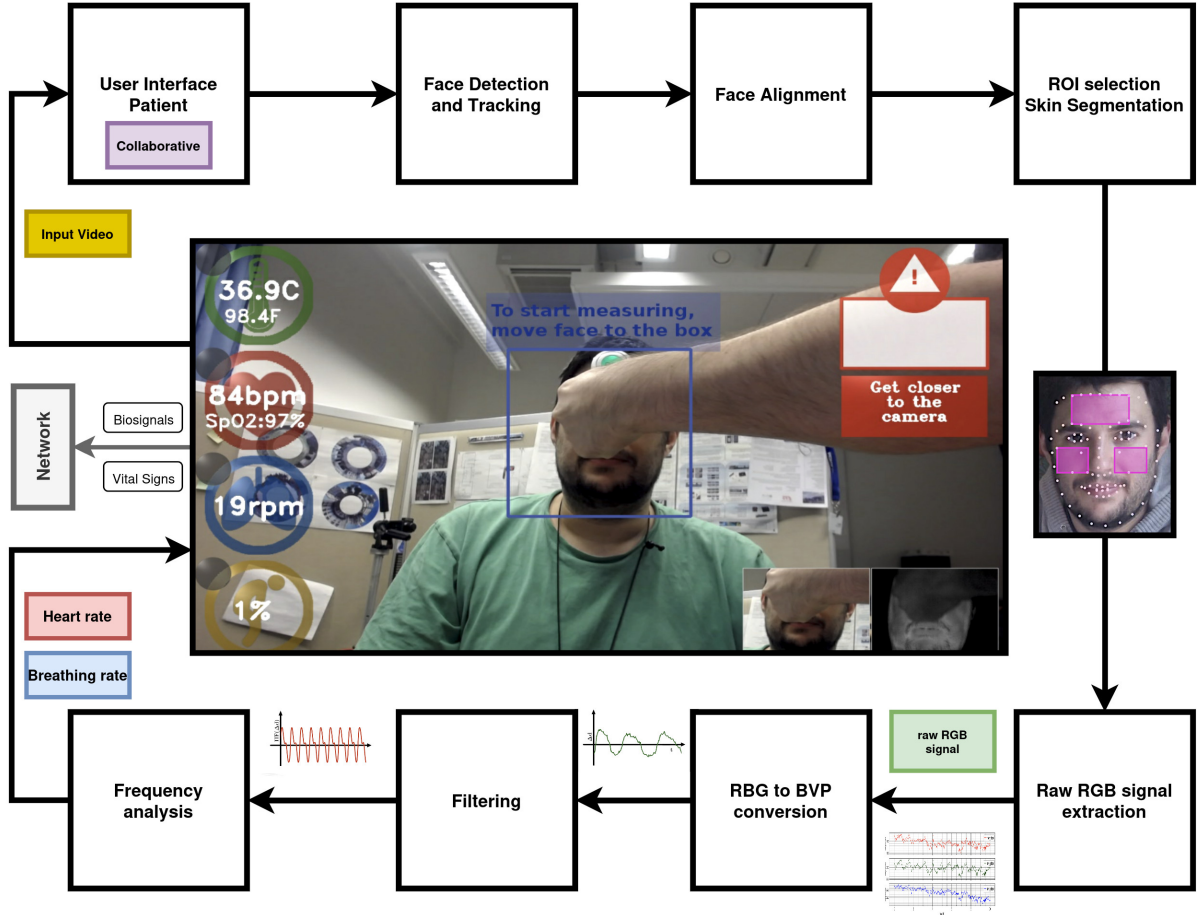 User Interface
Patient
Collaborative
Face Detection
and Tracking
Face Alignment
ROI selection
Skin Segmentation
Input Video
36.9C
98.4F
84bpm
SpO2:97%
19rpm
1%
To start measuring,
move face to the box
Get closer
to the
camera
Network
Biosignals
Vital Signs
Heart rate
Breathing rate
Frequency
analysis
Filtering
RBG to BVP
conversion
raw RGB
signal
Raw RGB signal
extraction